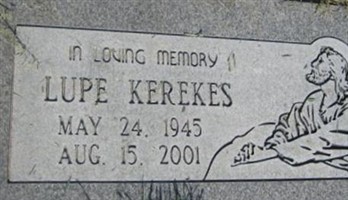 IN LOVING MEMORY
LUPE KEREKES
MAY 24, 1945
AUG. 15, 2001